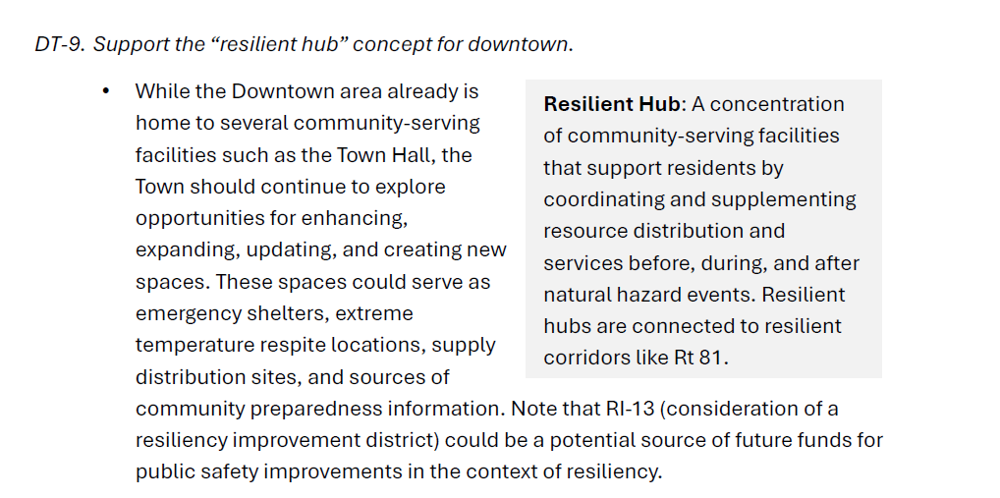 DT-9. Support the “resilient hub” concept for downtown.
• While the Downtown area already is
home to several community-serving
facilities such as the Town Hall, the
Town should continue to explore
opportunities for enhancing,
expanding, updating, and creating new
spaces. These spaces could serve as
emergency shelters, extreme
temperature respite locations, supply
distribution sites, and sources of
community preparedness information. Note that RI-13 (consideration of a
resiliency improvement district) could be a potential source of future funds for
public safety improvements in the context of resiliency.
Resilient Hub: A concentration
of community-serving facilities
that support residents by
coordinating and supplementing
resource distribution and
services before, during, and after
natural hazard events. Resilient
hubs are connected to resilient
corridors like Rt 81.